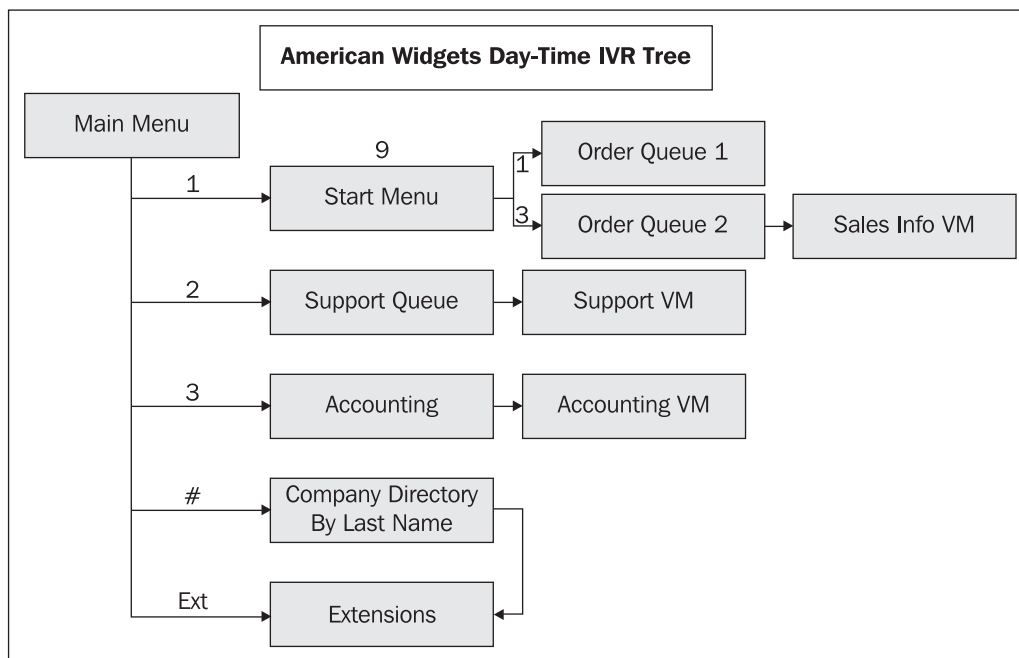 American Widgets Day-Time IVR Tree
Main Menu
9
1
Start Menu
1
Order Queue 1
3
Order Queue 2
Sales Info VM
2
Support Queue
Support VM
3
Accounting
Accounting VM
#
Company Directory
By Last Name
Ext
Extensions